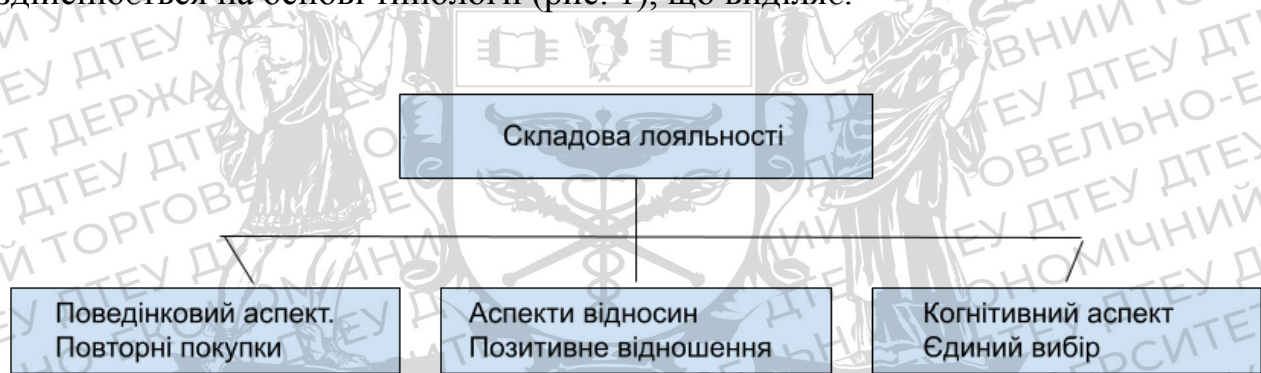 здійснюється на основі типології (рис. 1), що виділяє:
Складова лояльності
Поведінковий аспект.
Повторні покупки
Аспекти відносин
Позитивне відношення
Когнітивний аспект
Єдиний вибір